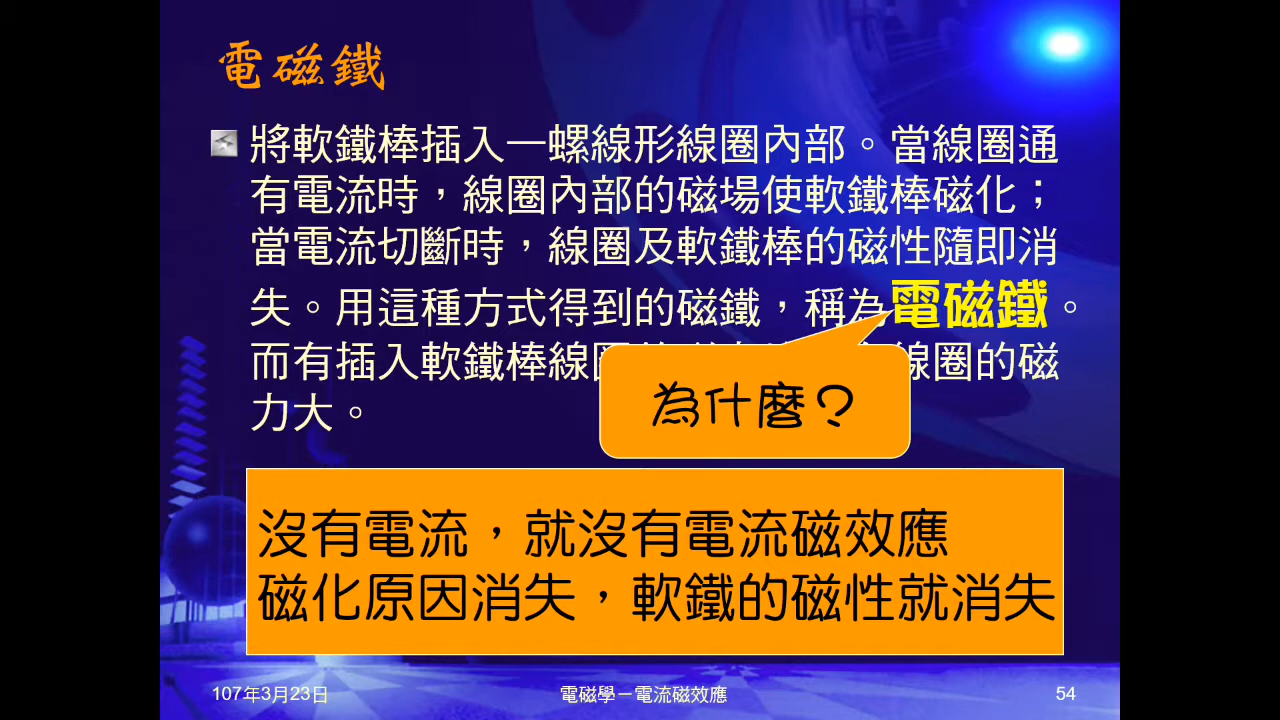 電磁鐵
將軟鐵棒插入一螺線形線圈內部。當線圈通
有電流時，線圈內部的磁場使軟鐵棒磁化；
當電流切斷時，線圈及軟鐵棒的磁性隨即消
失。用這種方式得到的磁鐵，稱為電磁鐵。
而有插入軟鐵棒線圈 線圈的磁
力大。
為什麼？
沒有電流，就沒有電流磁效應
磁化原因消失，軟鐵的磁性就消失
107年3月23日
電磁學－電流磁效應
54